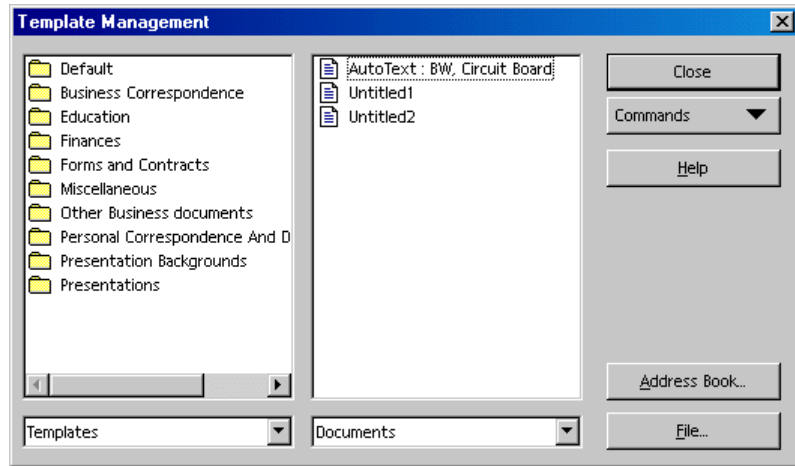 Template Management
Default
Business Correspondence
Education
Finances
Forms and Contracts
Miscellaneous
Other Business documents
Personal Correspondence And D
Presentation Backgrounds
Presentations
Templates
AutoText : BW, Circuit Board
Untitled1
Untitled2
Documents
Close
Commands
Help
Address Book...
File...